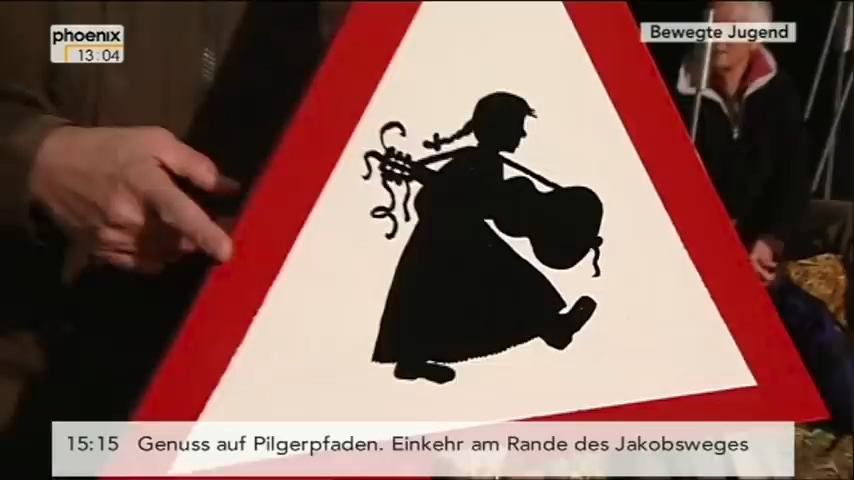 phoenix
13:04
Bewegte Jugend
15:15 Genuss auf Pilgerpfaden. Einkehr am Rande des Jakobsweges